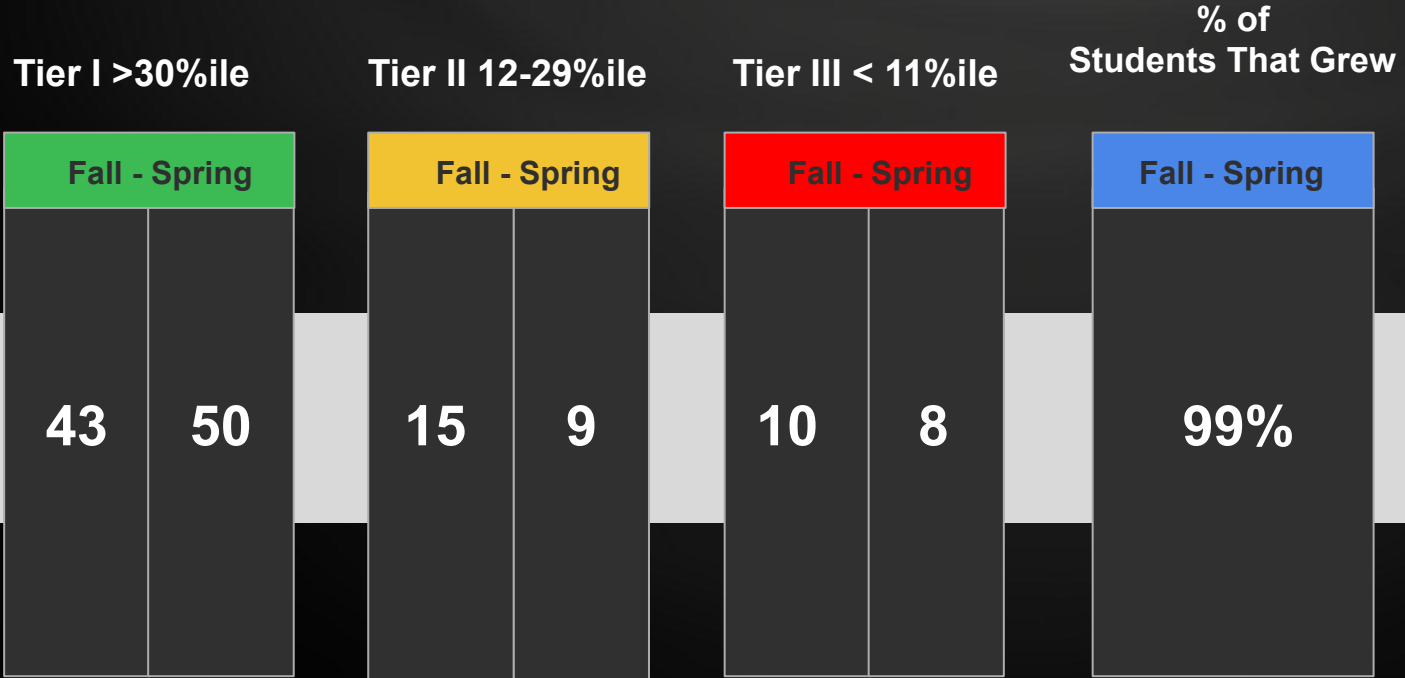 Tier I >30%ile
Tier II 12-29%ile
Tier III < 11%ile
% of
Students That Grew
Fall - Spring
Fall - Spring
Fall - Spring
Fall - Spring
43
50
15
9
10
8
99%